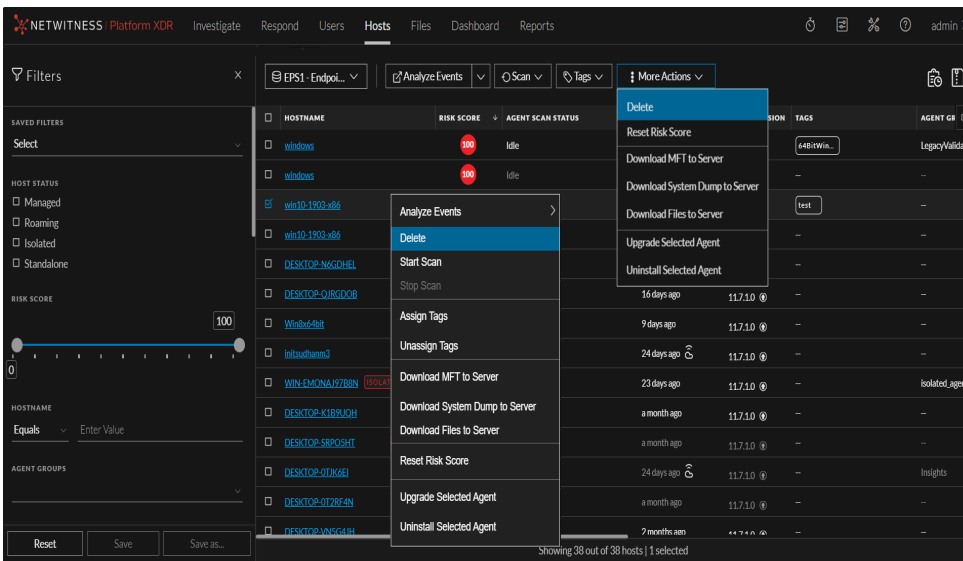 NETWITNESS | Platform XDR Investigate Respond Users Hosts Files Dashboard Reports admin
Filters X
SAVED FILTERS
Select
HOST STATUS
Managed
Roaming
Isolated
Standalone
RISK SCORE
100
0
HOSTNAME
Equals Enter Value
AGENT GROUPS
Reset Save Save as...
EPS1 - Endpoi... Analyze Events Scan Tags More Actions
HOSTNAME RISK SCORE AGENT SCAN STATUS SION TAGS AGENT GR
windows 100 Idle 64BitWin... LegacyValida
windows 100 Idle -- --
win10-1903-x86 test --
win10-1903-x86 -- --
DESKTOP-N6GDHEL -- --
DESKTOP-QJRGDOB 16 days ago 11.7.1.0 -- --
Win8x64bit 9 days ago 11.7.1.0 -- --
initsudhanm3 24 days ago 11.7.1.0 -- --
WIN-EMONAJ97B8N ISOLAT 23 days ago 11.7.1.0 -- isolated_age
DESKTOP-K1B9UQH a month ago 11.7.1.0 -- --
DESKTOP-SRPO5HT a month ago 11.7.1.0 -- --
DESKTOP-0TJK6EI 24 days ago 11.7.1.0 -- Insights
DESKTOP-0T2RF4N a month ago 11.7.1.0 -- --
DESKTOP-VN5G4JH 2 months ago 11.7.1.0 -- --
Showing 38 out of 38 hosts | 1 selected
Analyze Events
Delete
Start Scan
Stop Scan
Assign Tags
Unassign Tags
Download MFT to Server
Download System Dump to Server
Download Files to Server
Reset Risk Score
Upgrade Selected Agent
Uninstall Selected Agent
Delete
Reset Risk Score
Download MFT to Server
Download System Dump to Server
Download Files to Server
Upgrade Selected Agent
Uninstall Selected Agent